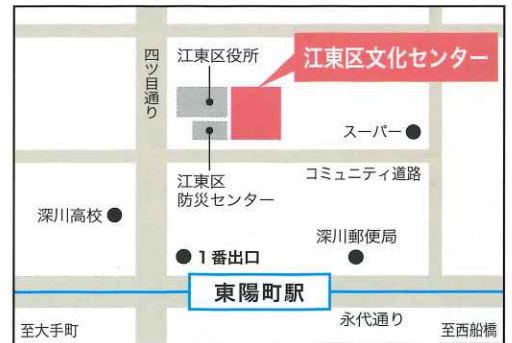 四ツ目通り
江東区役所
江東区文化センター
スーパー
コミュニティ道路
江東区
防災センター
深川高校
深川郵便局
1番出口
東陽町駅
永代通り
至大手町
至西船橋